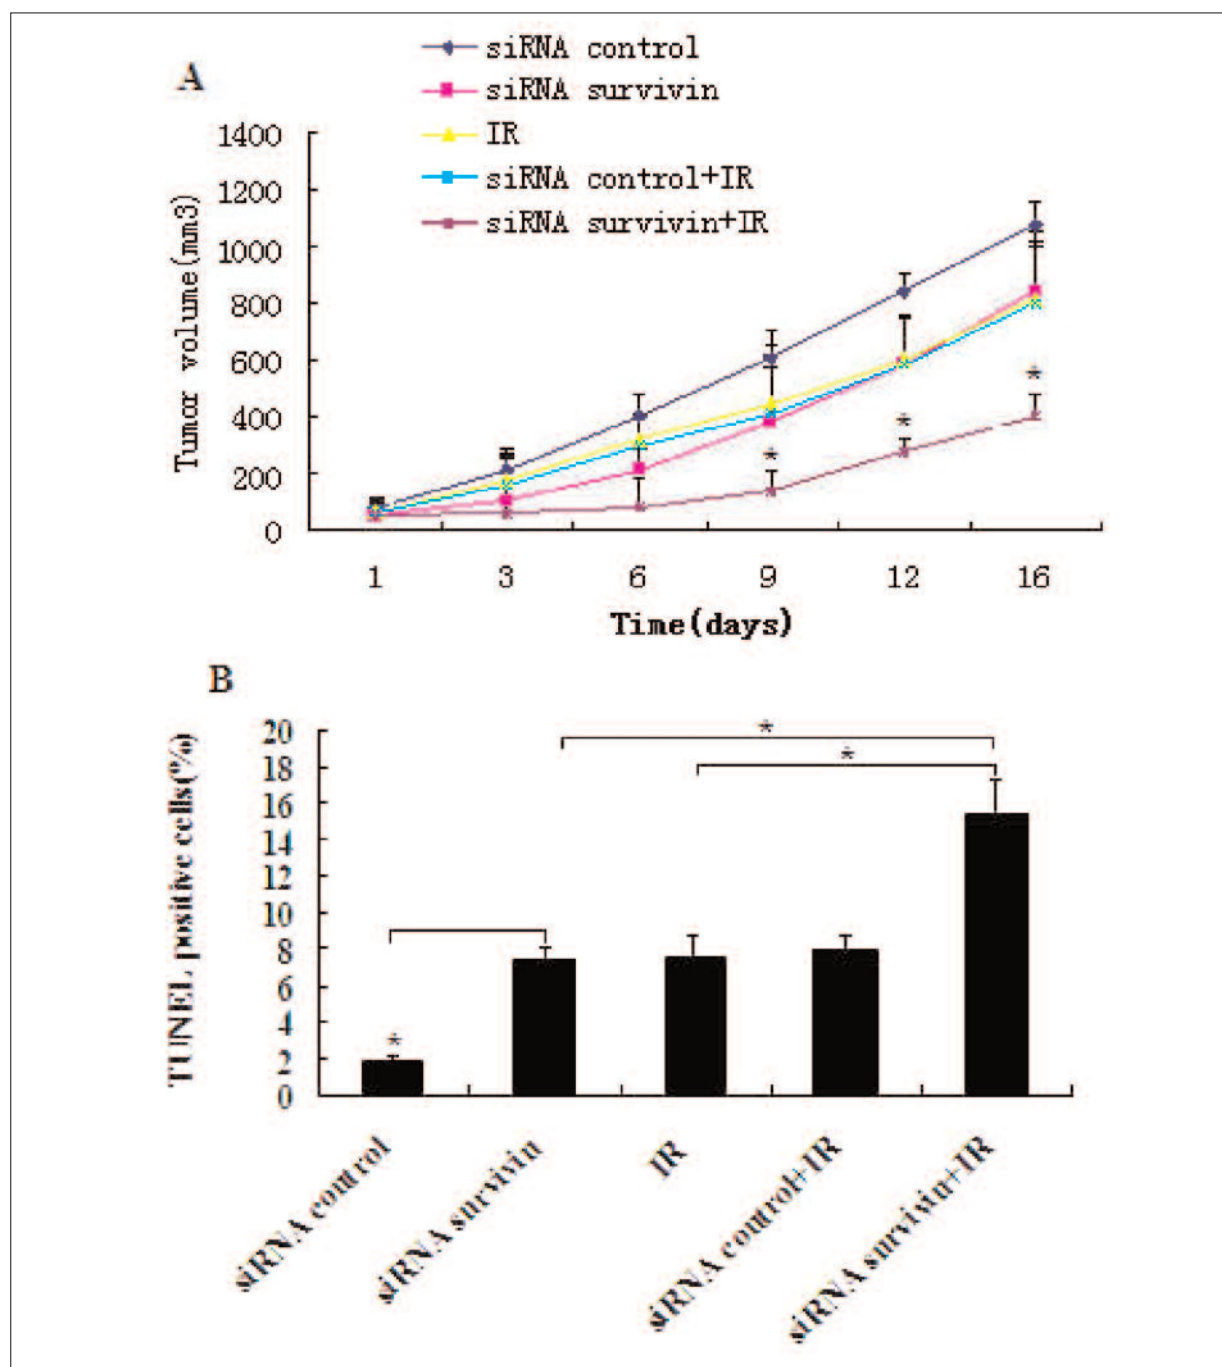 A
siRNA control
siRNA survivin
IR
siRNA control+IR
siRNA survivin+IR
Tumor volume(mm3)
1400
1200
1000
800
600
400
200
0
*
*
*
1 3 6 9 12 16
Time(days)
B
TUNEL positive cells(%)
20
18
16
14
12
10
8
6
4
2
0
*
*
*
siRNA control
siRNA survivin
IR
siRNA control+IR
siRNA survivin+IR